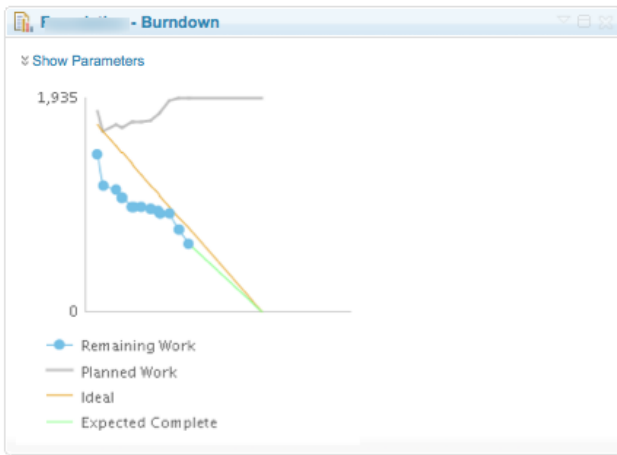 - Burndown
Show Parameters
1,935
0
Remaining Work
Planned Work
Ideal
Expected Complete